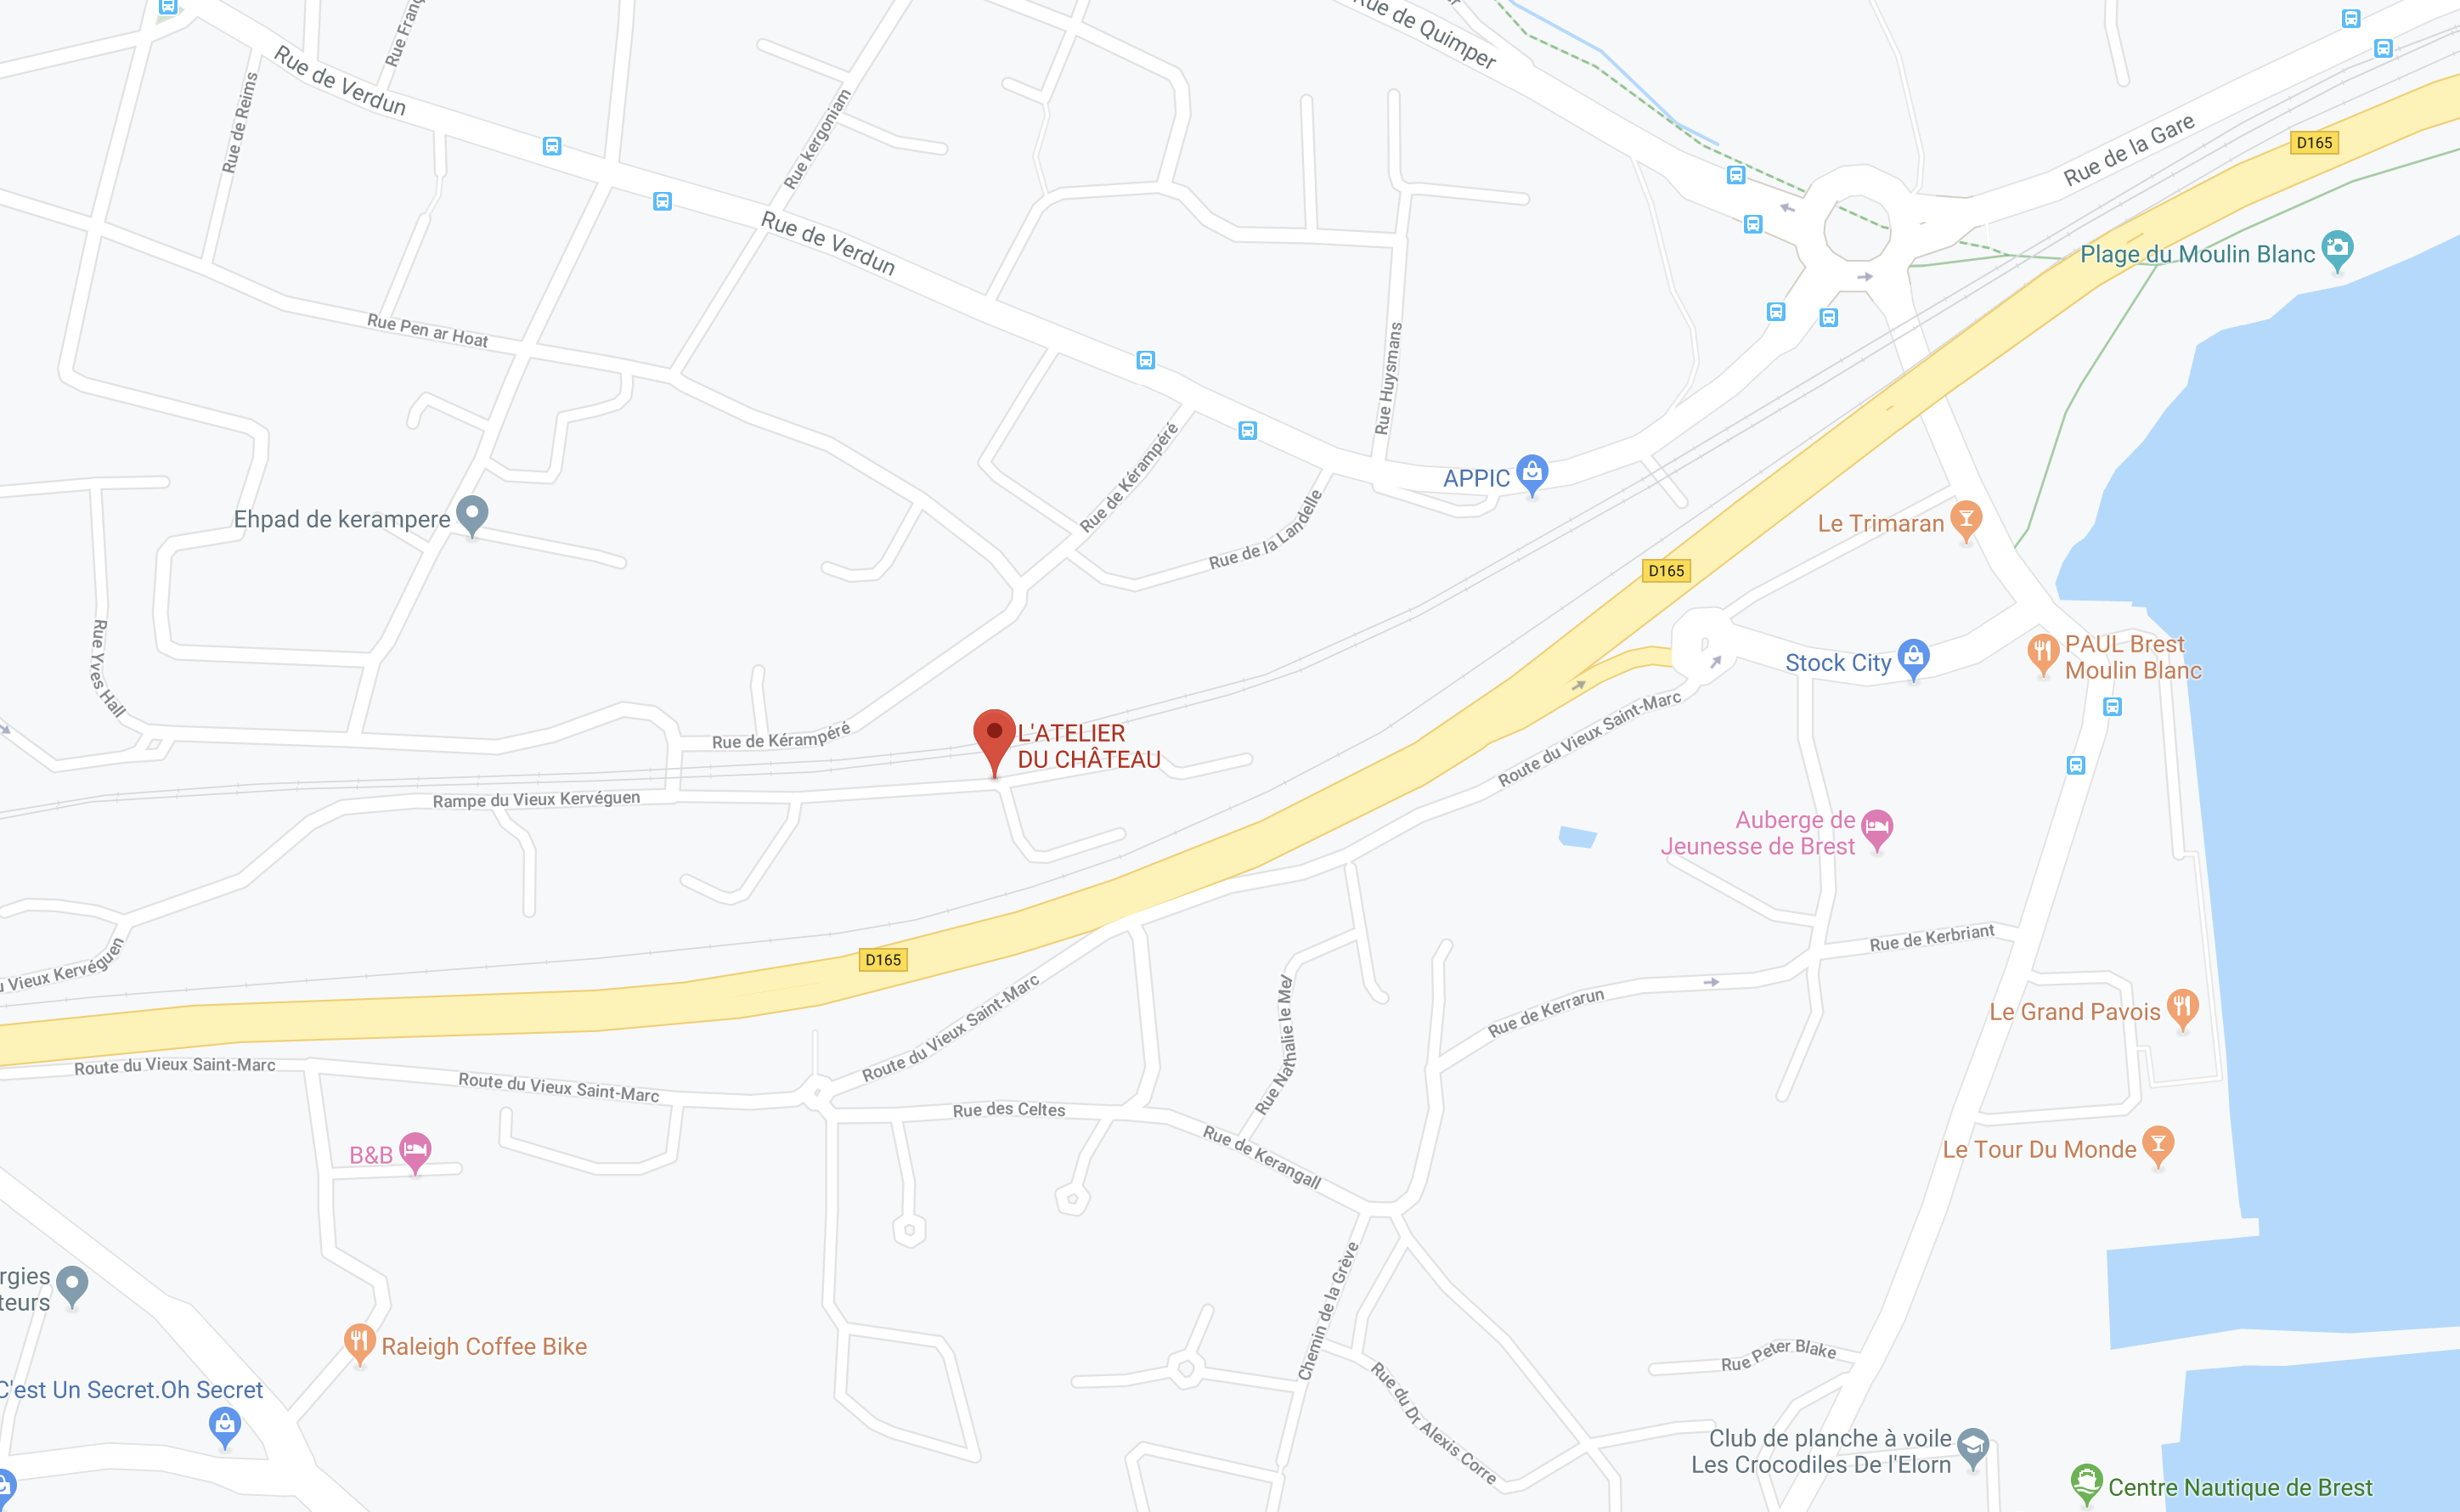 Rue de Quimper
Rue de Verdun
Rue de Reims
Rue kergoniam
Rue de la Gare
D165
Rue de Verdun
Plage du Moulin Blanc
Rue Pen ar Hoat
Rue Huysmans
Rue de Kérampéré
APPIC
Ehpad de kerampere
Rue de la Landelle
Le Trimaran
D165
Rue Yves Hall
Stock City
PAUL Brest
Moulin Blanc
Rue de Kérampéré
L'ATELIER
DU CHÂTEAU
Route du Vieux Saint-Marc
Rampe du Vieux Kervéguen
Auberge de
Jeunesse de Brest
Vieux Kervéguen
D165
Rue de Kerbriant
Route du Vieux Saint-Marc
Rue Nathalie le Mel
Rue de Kerrarun
Le Grand Pavois
Route du Vieux Saint-Marc
Route du Vieux Saint-Marc
Rue des Celtes
Rue de Kerangall
B&B
Le Tour Du Monde
rgies
teurs
Chemin de la Grève
Raleigh Coffee Bike
Rue Peter Blake
C'est Un Secret.Oh Secret
Rue du Dr Alexis Corre
Club de planche à voile
Les Crocodiles De l'Elorn
Centre Nautique de Brest